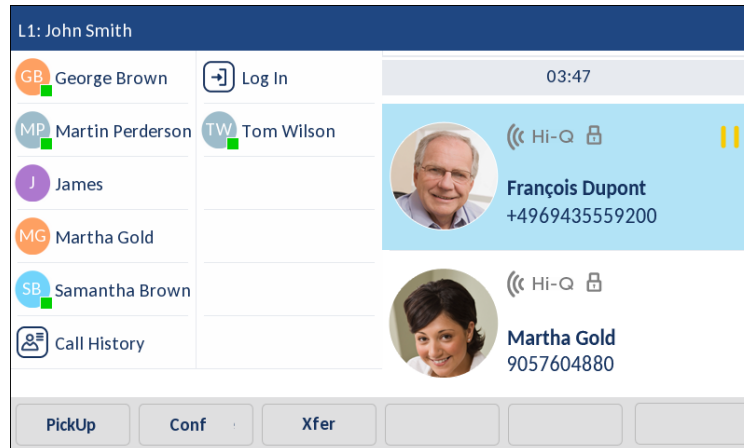 L1: John Smith
GB George Brown
Log In
MP Martin Perderson
TW Tom Wilson
J James
MG Martha Gold
SB Samantha Brown
Call History
03:47
Hi-Q
François Dupont
+4969435559200
Hi-Q
Martha Gold
9057604880
PickUp
Conf
Xfer